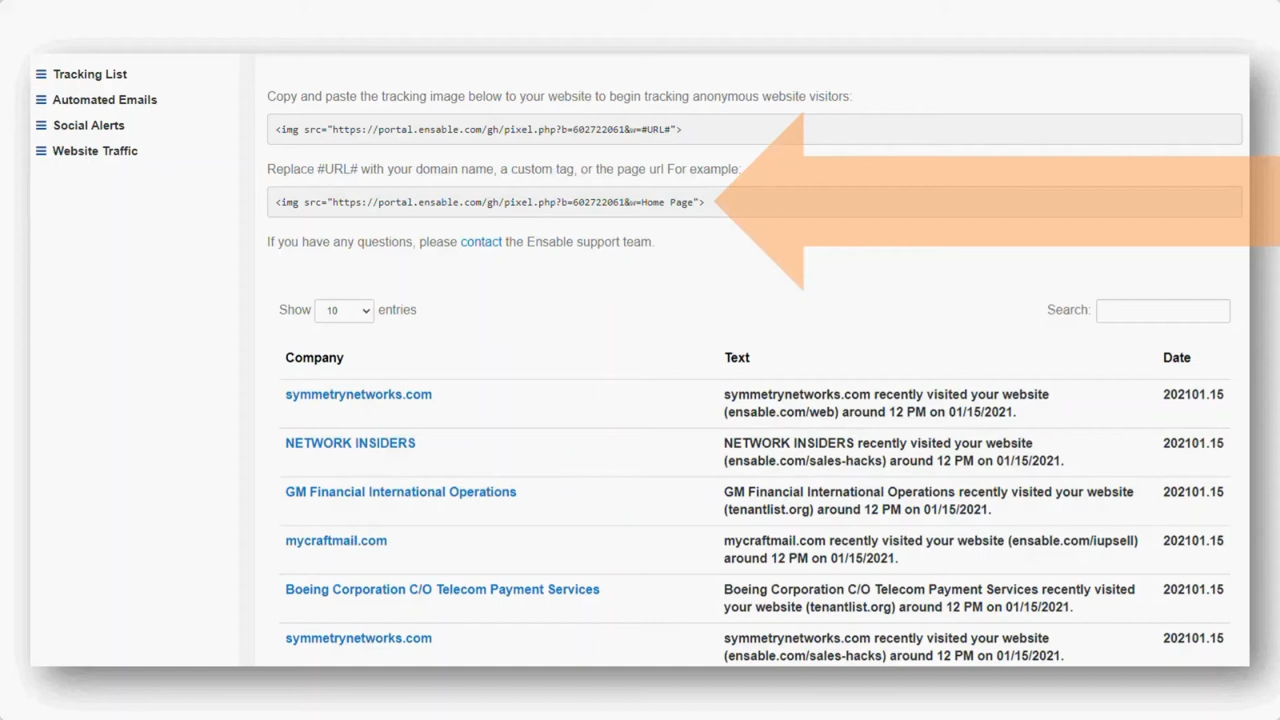 Tracking List
Automated Emails
Social Alerts
Website Traffic
Copy and paste the tracking image below to your website to begin tracking anonymous website visitors:
<img src="https://portal.ensable.com/gh/pixel.php?b=602722061&w=#URL#">
Replace #URL# with your domain name, a custom tag, or the page url For example:
<img src="https://portal.ensable.com/gh/pixel.php?b=602722061&w=Home Page">
If you have any questions, please contact the Ensable support team.
Show 10 entries
Search:
Company Text Date
symmetrynetworks.com symmetrynetworks.com recently visited your website 202101.15
(ensable.com/web) around 12 PM on 01/15/2021.
NETWORK INSIDERS NETWORK INSIDERS recently visited your website 202101.15
(ensable.com/sales-hacks) around 12 PM on 01/15/2021.
GM Financial International Operations GM Financial International Operations recently visited your website 202101.15
(tenantlist.org) around 12 PM on 01/15/2021.
mycraftmail.com mycraftmail.com recently visited your website (ensable.com/iupsell) 202101.15
around 12 PM on 01/15/2021.
Boeing Corporation C/O Telecom Payment Services Boeing Corporation C/O Telecom Payment Services recently visited 202101.15
your website (tenantlist.org) around 12 PM on 01/15/2021.
symmetrynetworks.com symmetrynetworks.com recently visited your website 202101.15
(ensable.com/sales-hacks) around 12 PM on 01/15/2021.